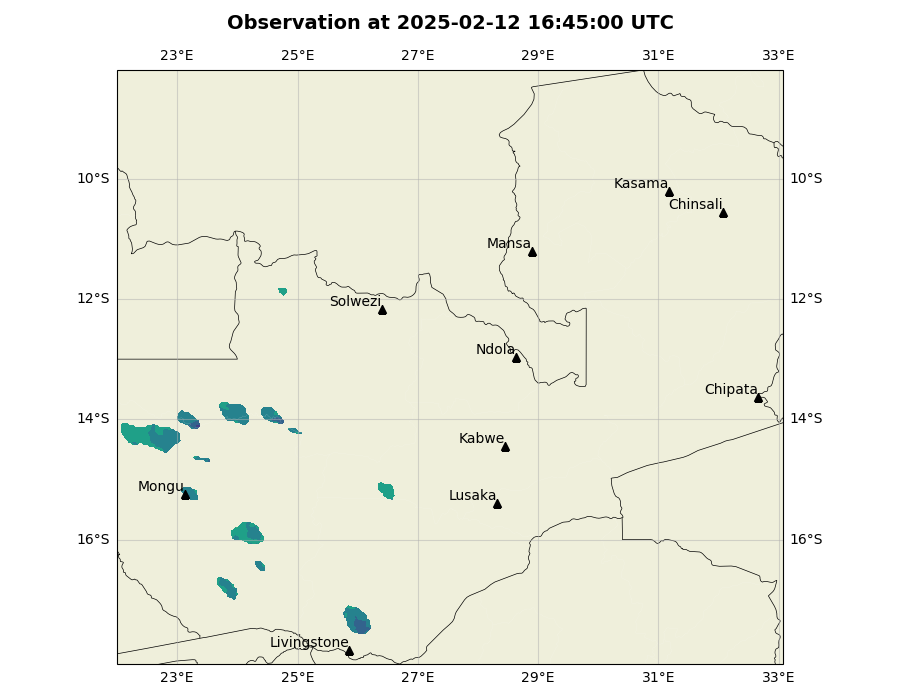 Observation at 2025-02-12 16:45:00 UTC
23°E 25°E 27°E 29°E 31°E 33°E
10°S 10°S
Kasama
Chinsali
Mansa
12°S 12°S
Solwezi
Ndola
Chipata
14°S 14°S
Kabwe
Mongu
Lusaka
16°S 16°S
Livingstone
23°E 25°E 27°E 29°E 31°E 33°E